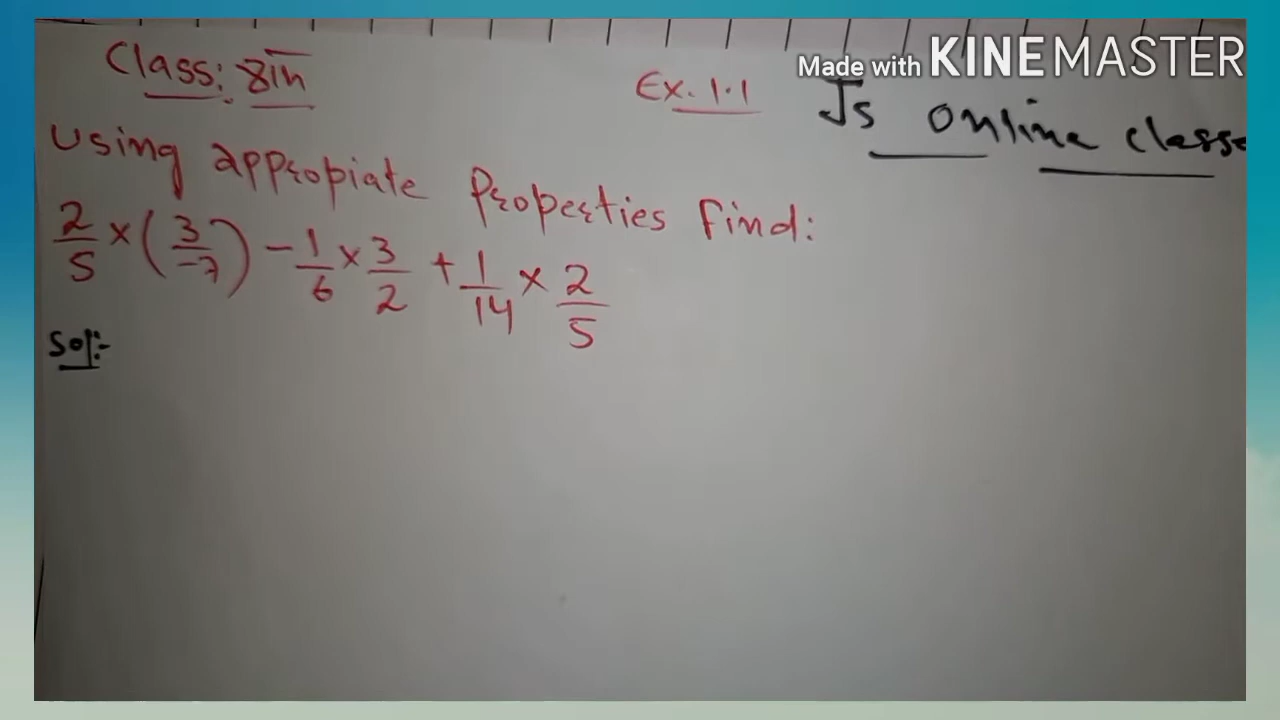 Made with KINEMASTER
Class: 8th
Ex. 1.1
Js online classe
using appropiate Properties find:
2/5 × (3/-7) - 1/6 × 3/2 + 1/14 × 2/5
Sol:-